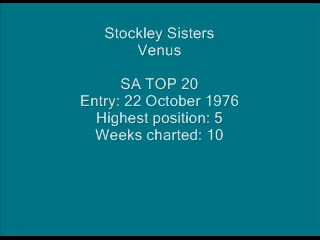 Stockley Sisters
Venus
SA TOP 20
Entry: 22 October 1976
Highest position: 5
Weeks charted: 10